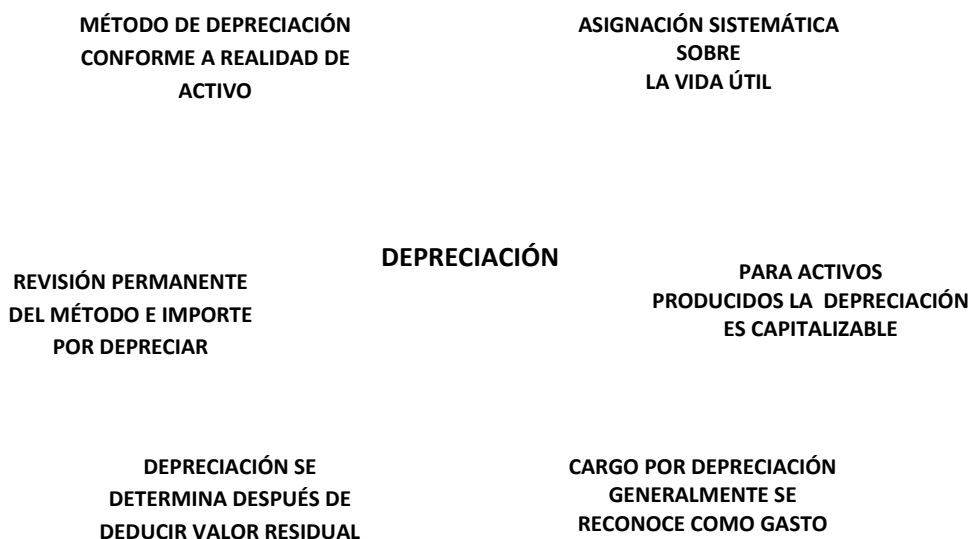 MÉTODO DE DEPRECIACIÓN
CONFORME A REALIDAD DE
ACTIVO
ASIGNACIÓN SISTEMÁTICA
SOBRE
LA VIDA ÚTIL
DEPRECIACIÓN
REVISIÓN PERMANENTE
DEL MÉTODO E IMPORTE
POR DEPRECIAR
PARA ACTIVOS
PRODUCIDOS LA DEPRECIACIÓN
ES CAPITALIZABLE
DEPRECIACIÓN SE
DETERMINA DESPUÉS DE
DEDUCIR VALOR RESIDUAL
CARGO POR DEPRECIACIÓN
GENERALMENTE SE
RECONOCE COMO GASTO